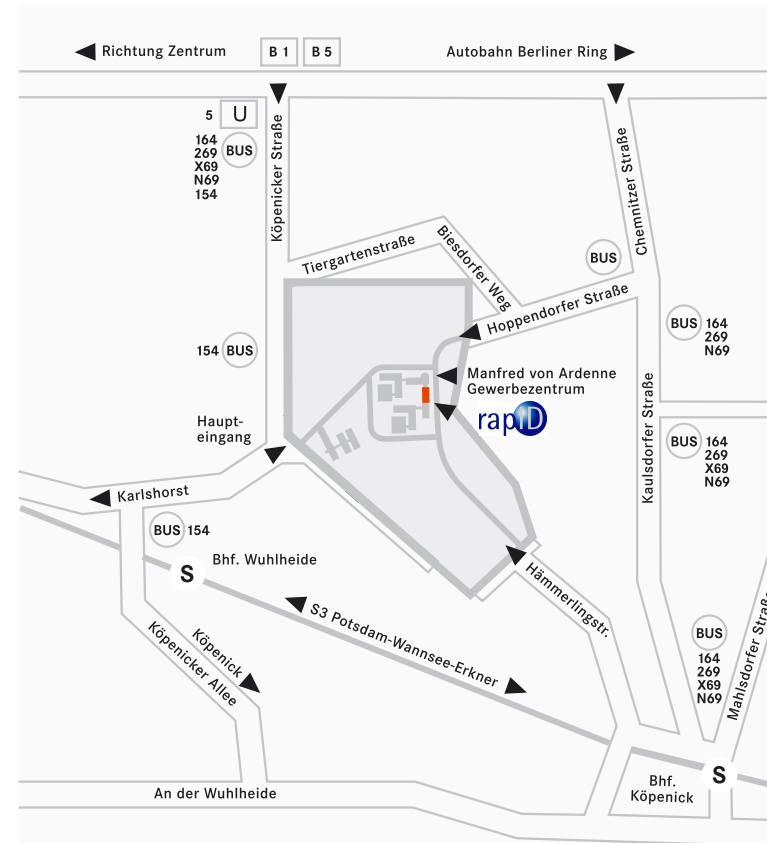 Richtung Zentrum
B 1
B 5
Autobahn Berliner Ring
5
U
BUS
164
269
X69
N69
154
Köpenicker Straße
Chemnitzer Straße
Tiergartenstraße
Biesdorfer Weg
BUS
Hoppendorfer Straße
BUS
164
269
N69
154
BUS
Manfred von Ardenne
Gewerbezentrum
rapID
Kaulsdorfer Straße
Haupt-
eingang
BUS
164
269
X69
N69
Karlshorst
BUS
154
Bhf. Wuhlheide
S
Hämmerlingstr.
S3 Potsdam-Wannsee-Erkner
Köpenick
Köpenicker Allee
BUS
164
269
X69
N69
Mahlsdorfer Straße
An der Wuhlheide
Bhf.
Köpenick
S